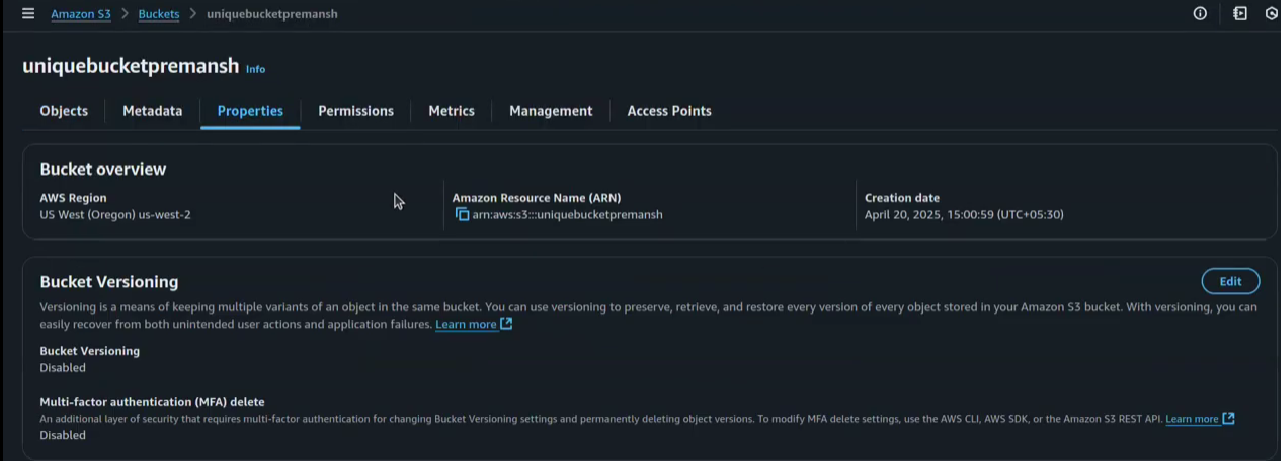 Amazon S3 > Buckets > uniquebucketpremansh
uniquebucketpremansh Info
Objects Metadata Properties Permissions Metrics Management Access Points
Bucket overview
AWS Region Amazon Resource Name (ARN) Creation date
US West (Oregon) us-west-2 arn:aws:s3:::uniquebucketpremansh April 20, 2025, 15:00:59 (UTC+05:30)
Bucket Versioning Edit
Versioning is a means of keeping multiple variants of an object in the same bucket. You can use versioning to preserve, retrieve, and restore every version of every object stored in your Amazon S3 bucket. With versioning, you can
easily recover from both unintended user actions and application failures. Learn more
Bucket Versioning
Disabled
Multi-factor authentication (MFA) delete
An additional layer of security that requires multi-factor authentication for changing Bucket Versioning settings and permanently deleting object versions. To modify MFA delete settings, use the AWS CLI, AWS SDK, or the Amazon S3 REST API. Learn more
Disabled